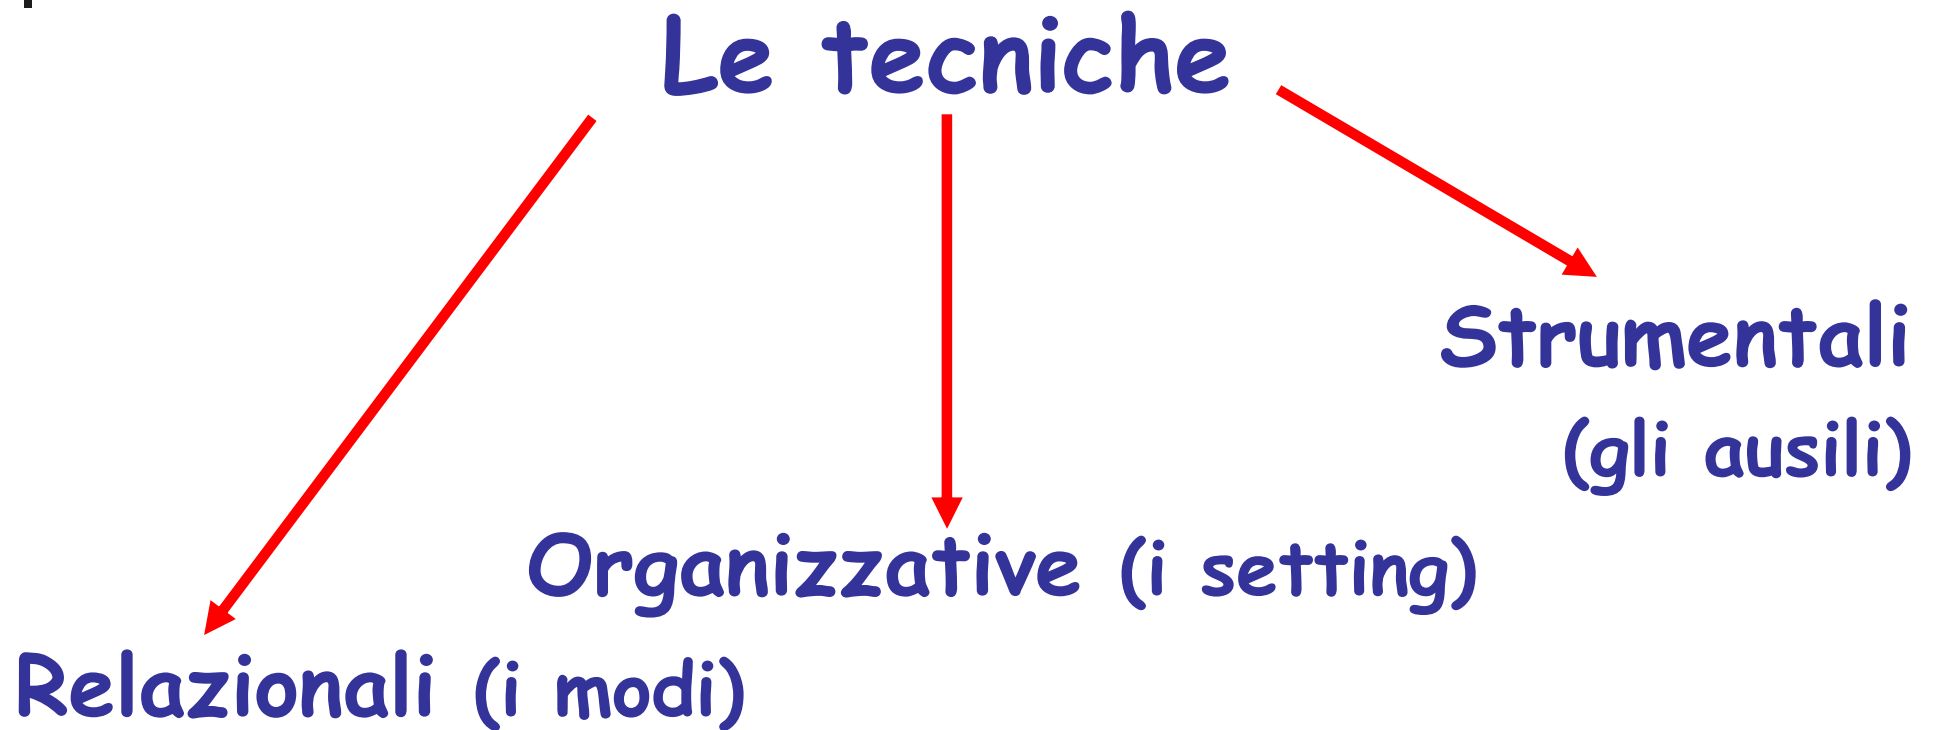 Le tecniche
Strumentali
(gli ausili)
Organizzative (i setting)
Relazionali (i modi)